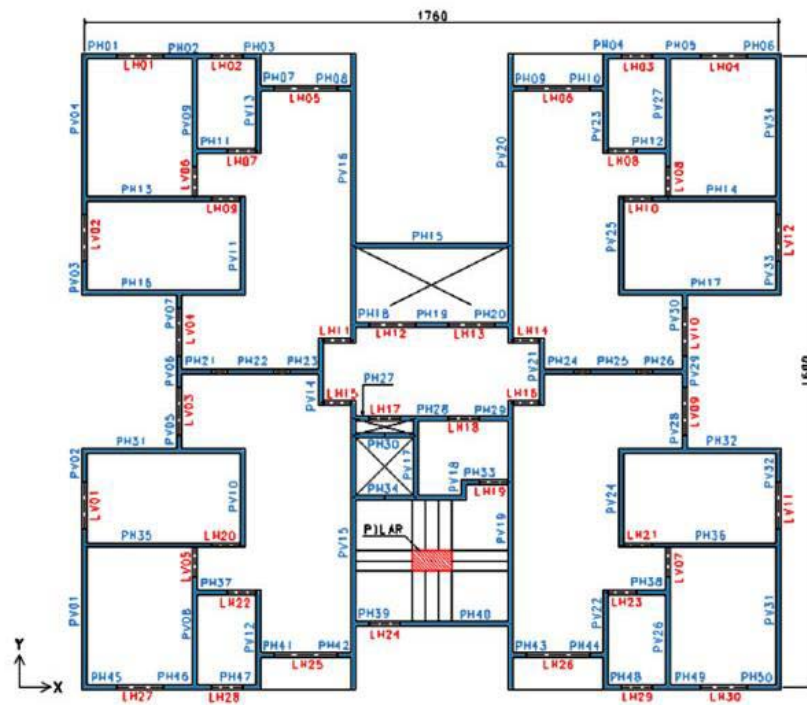 1760
PH01 PH02 PH03 PH04 PH05 PH06
LH01 LH02 LH03 LH04
PH07 PH08 PH09 PH10
LH05 LH06
PV04 PV09 PV13 PV16 PV20 PV23 PV27 PV34
PH11 PH12
LH07 LH08
LV06 LV08
PH13 PH14
LH09 LH10
LV02 PV11 PV25 LV12
PH15
PV03 PV33
PH16 PH17
PV07 PV30
PH18 PH19 PH20
LV04 LH12 LH13 LV10
LH11 LH14
PV06 PH21 PH22 PH23 PV21 PH24 PH25 PH26 PV29
PH27
LV03 PV14 LH15 LH16 LV09
PH28 PH29
LH17 LH18
PV05 PV28
PH31 PH30 PH32
PV02 PV17 PV32
PV18 PH33
LV01 PV10 PH34 LH19 PV24 LV11
PILAR
PH35 PV15 PV19 PH36
LH20 LH21
LV05 LV07
PH37 PH38
LH22 LH23
PV01 PV08 PV12 PV22 PV26 PV31
PH39 PH40
LH24
PH41 PH42 PH43 PH44
LH25 LH26
Y
X
PH45 PH46 PH47 PH48 PH49 PH50
LH27 LH28 LH29 LH30